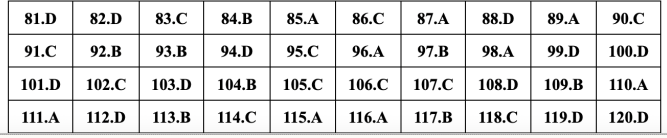 81.D 82.D 83.C 84.B 85.A 86.C 87.A 88.D 89.A 90.C
91.C 92.B 93.B 94.D 95.C 96.A 97.B 98.A 99.D 100.D
101.D 102.C 103.D 104.B 105.C 106.C 107.C 108.D 109.B 110.A
111.A 112.D 113.B 114.C 115.A 116.A 117.B 118.C 119.D 120.D